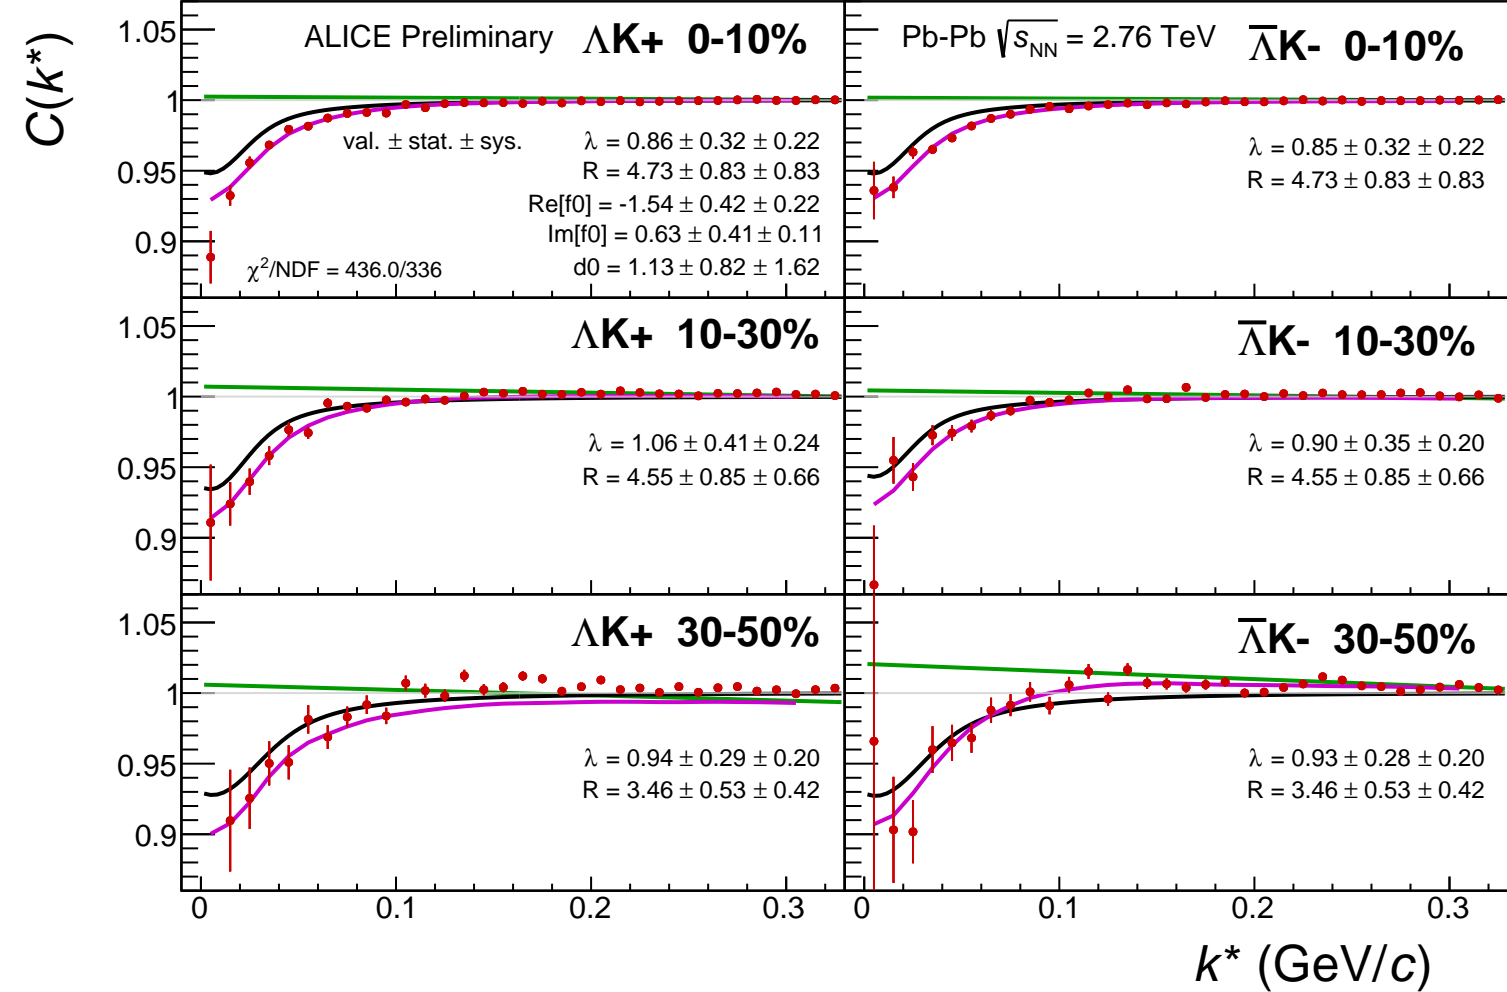 C(k*)
ALICE Preliminary ΛK+ 0-10%
1.05
1
0.95
0.9
val. ± stat. ± sys.
λ = 0.86 ± 0.32 ± 0.22
R = 4.73 ± 0.83 ± 0.83
Re[f0] = -1.54 ± 0.42 ± 0.22
Im[f0] = 0.63 ± 0.41 ± 0.11
d0 = 1.13 ± 0.82 ± 1.62
χ²/NDF = 436.0/336
Pb-Pb √sNN = 2.76 TeV Λ̅K- 0-10%
λ = 0.85 ± 0.32 ± 0.22
R = 4.73 ± 0.83 ± 0.83
ΛK+ 10-30%
1.05
1
0.95
0.9
λ = 1.06 ± 0.41 ± 0.24
R = 4.55 ± 0.85 ± 0.66
Λ̅K- 10-30%
λ = 0.90 ± 0.35 ± 0.20
R = 4.55 ± 0.85 ± 0.66
ΛK+ 30-50%
1.05
1
0.95
0.9
λ = 0.94 ± 0.29 ± 0.20
R = 3.46 ± 0.53 ± 0.42
Λ̅K- 30-50%
λ = 0.93 ± 0.28 ± 0.20
R = 3.46 ± 0.53 ± 0.42
0 0.1 0.2 0.3 0 0.1 0.2 0.3
k* (GeV/c)